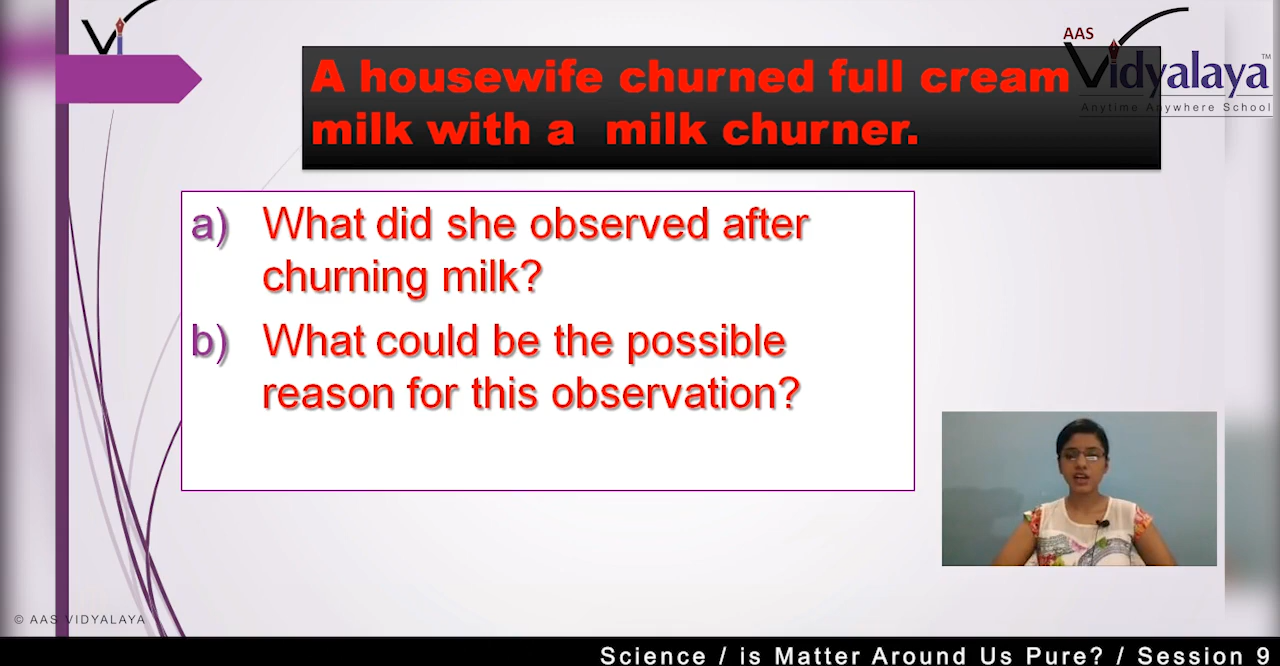 AAS
Vidyalaya™
Anytime Anywhere School
A housewife churned full cream
milk with a milk churner.
a) What did she observed after
churning milk?
b) What could be the possible
reason for this observation?
© AAS VIDYALAYA
Science / is Matter Around Us Pure? / Session 9